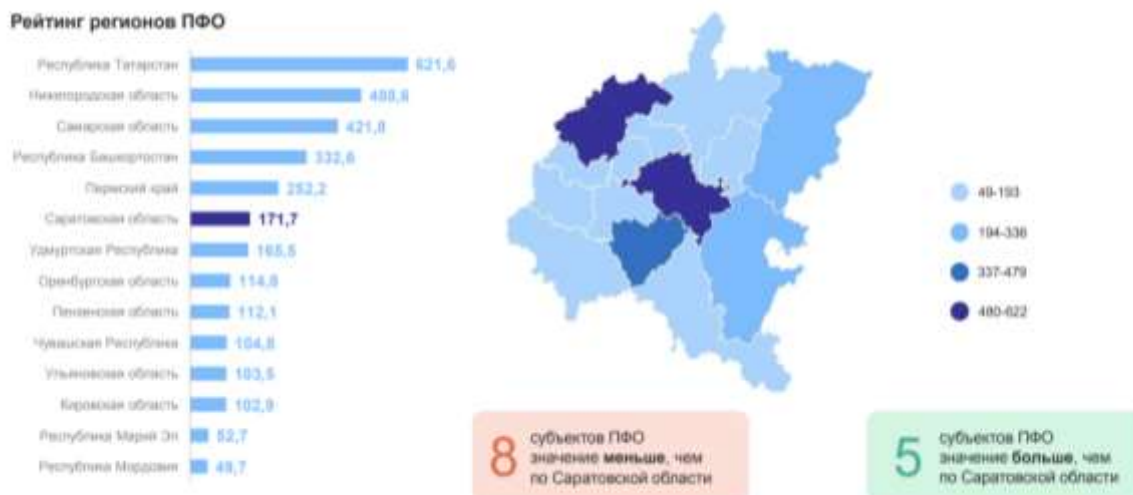 Рейтинг регионов ПФО
Республика Татарстан 621,6
Нижегородская область
Самарская область 421,8
Республика Башкортостан 332,6
Пермский край 252,2
Саратовская область 171,7
Удмуртская Республика 165,5
Оренбургская область
Пензенская область 112,1
Чувашская Республика 104,8
Ульяновская область 103,5
Кировская область 102,9
Республика Марий Эл 52,7
Республика Мордовия 49,7
49-193
194-336
337-479
480-622
8 субъектов ПФО
значение меньше, чем
по Саратовской области
5 субъектов ПФО
значение больше, чем
по Саратовской области